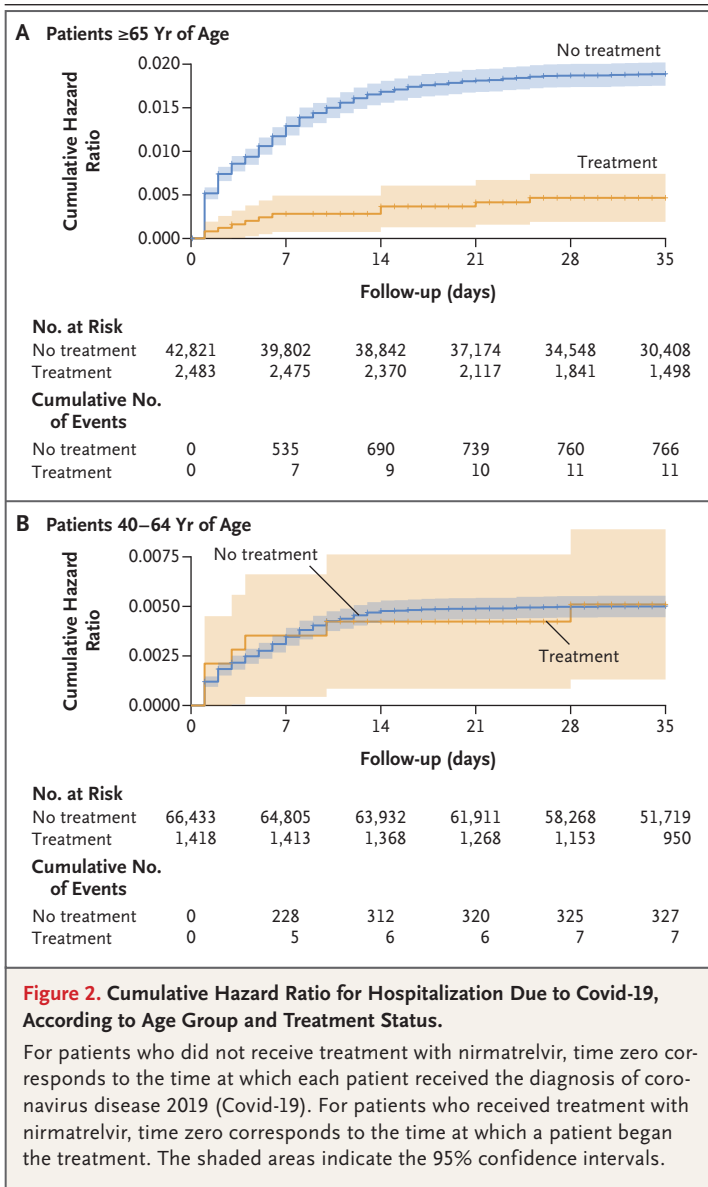 A Patients ≥65 Yr of Age
No treatment
Treatment
Cumulative Hazard
Ratio
0.020
0.015
0.010
0.005
0.000
0 7 14 21 28 35
Follow-up (days)
No. at Risk
No treatment 42,821 39,802 38,842 37,174 34,548 30,408
Treatment 2,483 2,475 2,370 2,117 1,841 1,498
Cumulative No.
of Events
No treatment 0 535 690 739 760 766
Treatment 0 7 9 10 11 11
B Patients 40–64 Yr of Age
No treatment
Treatment
Cumulative Hazard
Ratio
0.0075
0.0050
0.0025
0.0000
0 7 14 21 28 35
Follow-up (days)
No. at Risk
No treatment 66,433 64,805 63,932 61,911 58,268 51,719
Treatment 1,418 1,413 1,368 1,268 1,153 950
Cumulative No.
of Events
No treatment 0 228 312 320 325 327
Treatment 0 5 6 6 7 7
Figure 2. Cumulative Hazard Ratio for Hospitalization Due to Covid-19,
According to Age Group and Treatment Status.
For patients who did not receive treatment with nirmatrelvir, time zero cor-
responds to the time at which each patient received the diagnosis of coro-
navirus disease 2019 (Covid-19). For patients who received treatment with
nirmatrelvir, time zero corresponds to the time at which a patient began
the treatment. The shaded areas indicate the 95% confidence intervals.